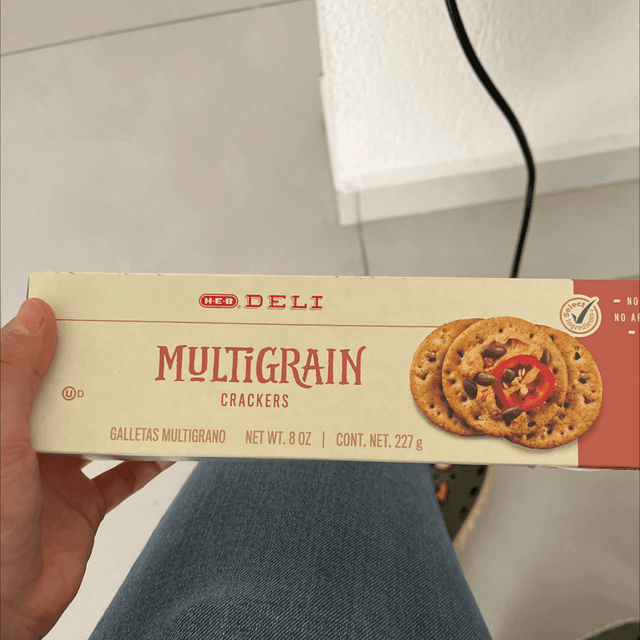 H-E-B DELI
MULTIGRAIN
CRACKERS
U D
GALLETAS MULTIGRANO NET WT. 8 OZ | CONT. NET. 227 g
Select
Ingredients
- NO
NO AR